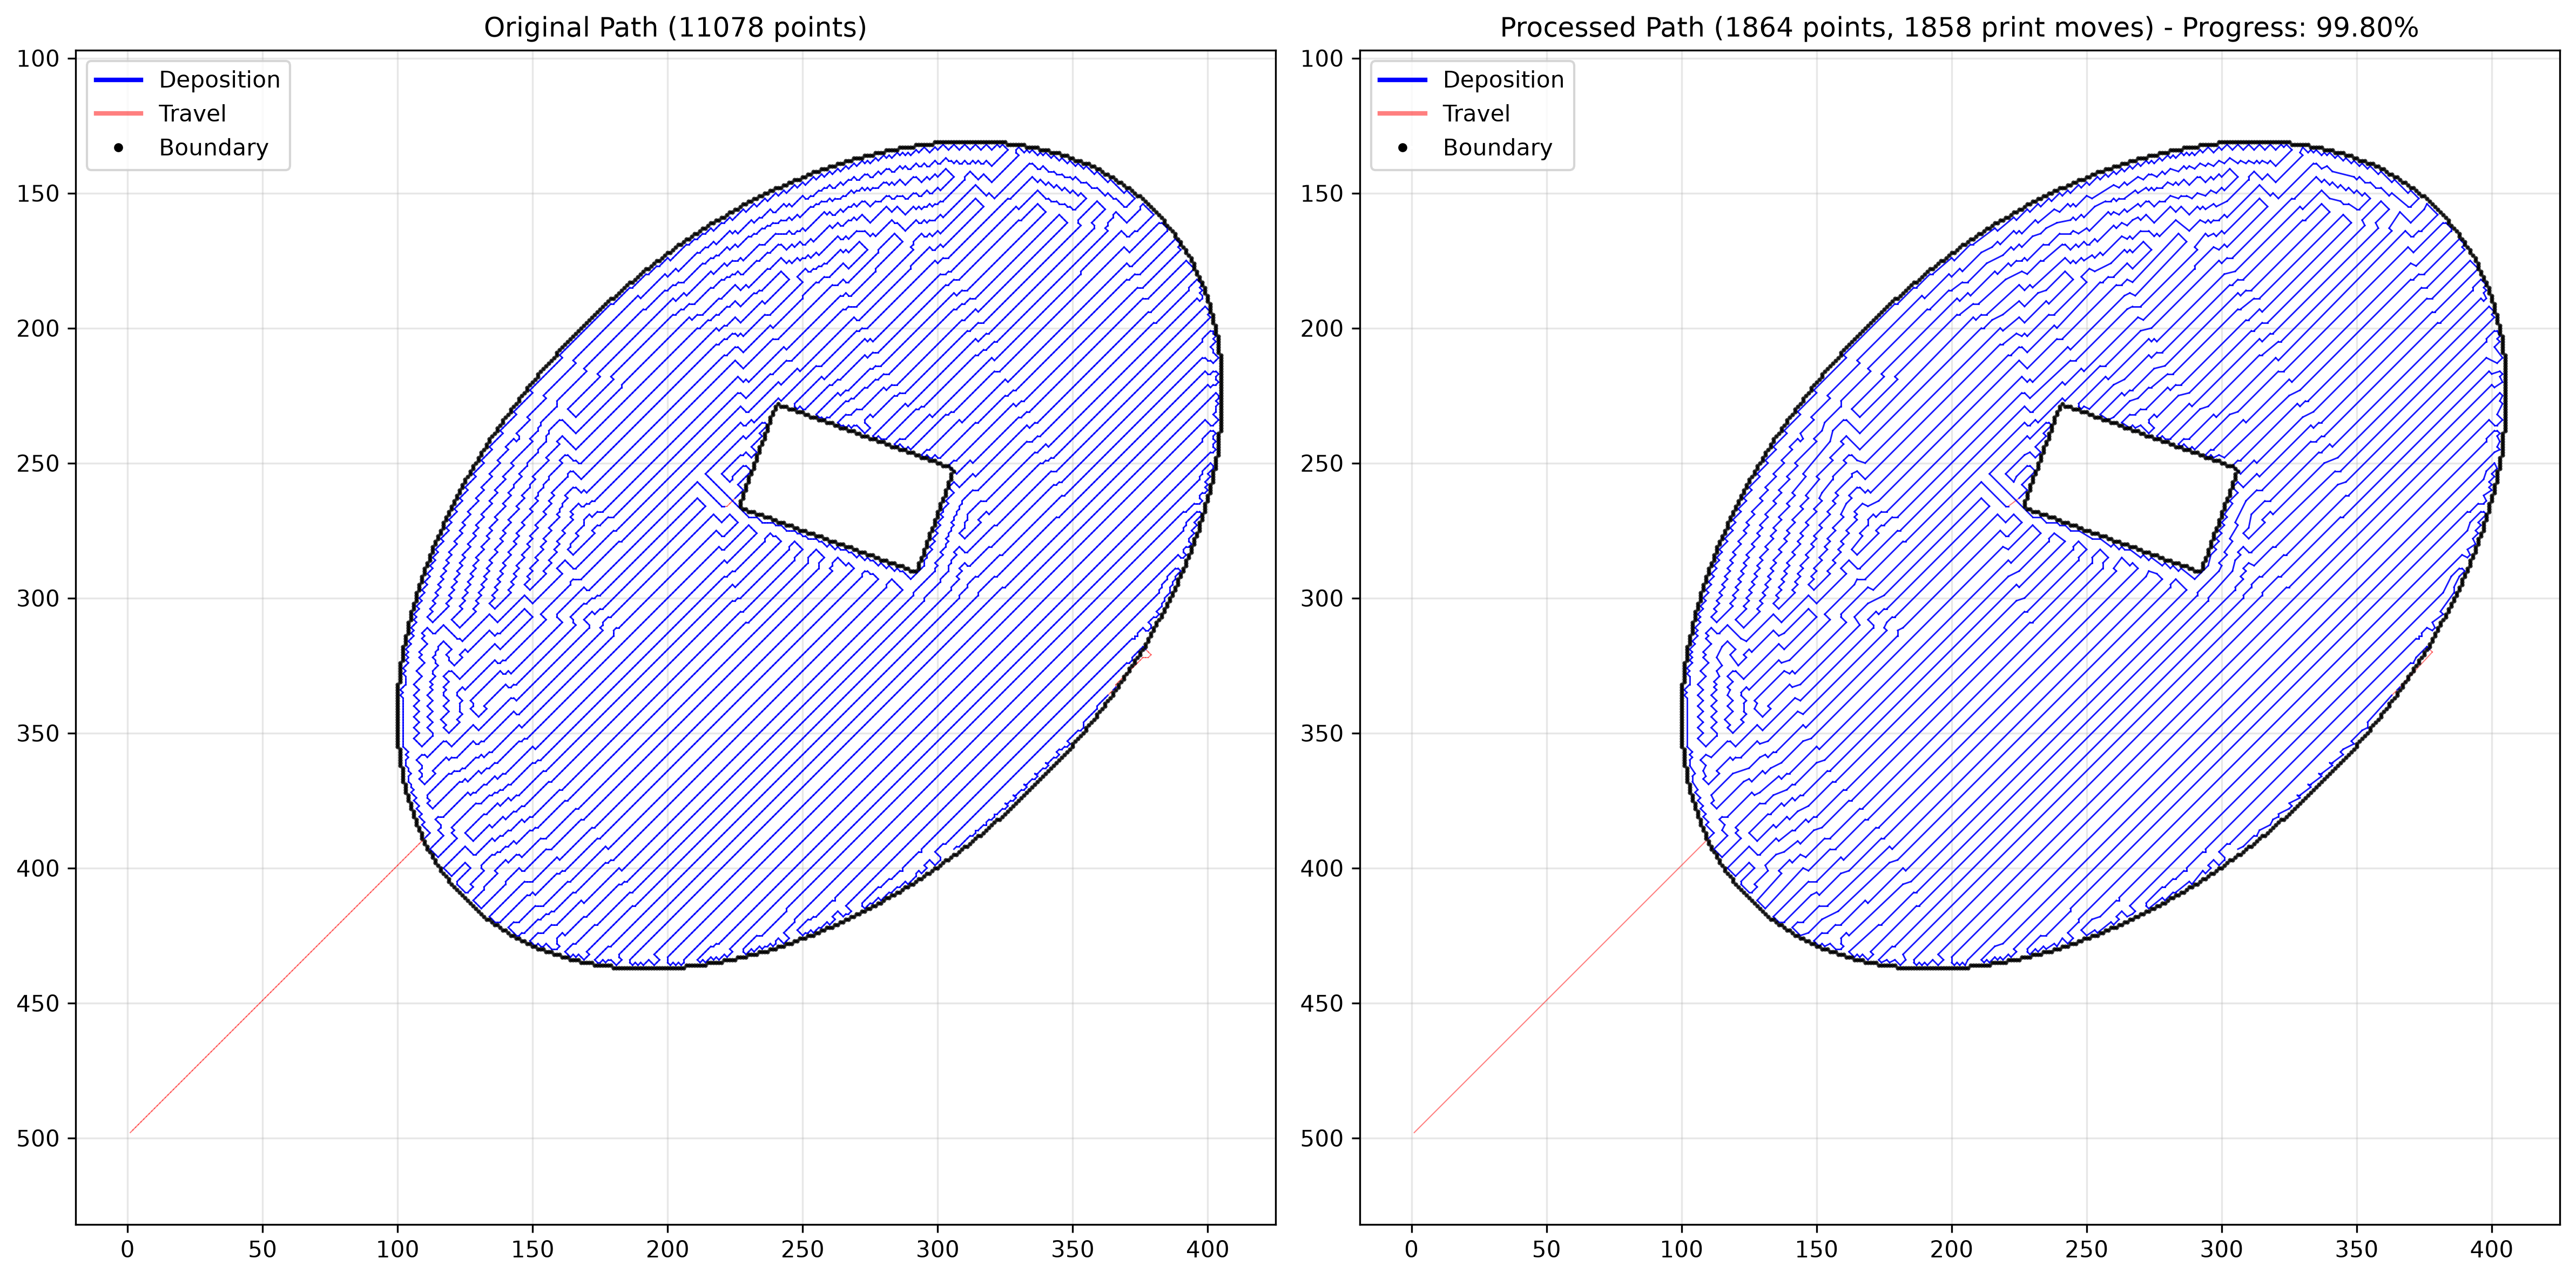 Original Path (11078 points)
Deposition
Travel
Boundary
100
150
200
250
300
350
400
450
500
0 50 100 150 200 250 300 350 400
Processed Path (1864 points, 1858 print moves) - Progress: 99.80%
Deposition
Travel
Boundary
100
150
200
250
300
350
400
450
500
0 50 100 150 200 250 300 350 400